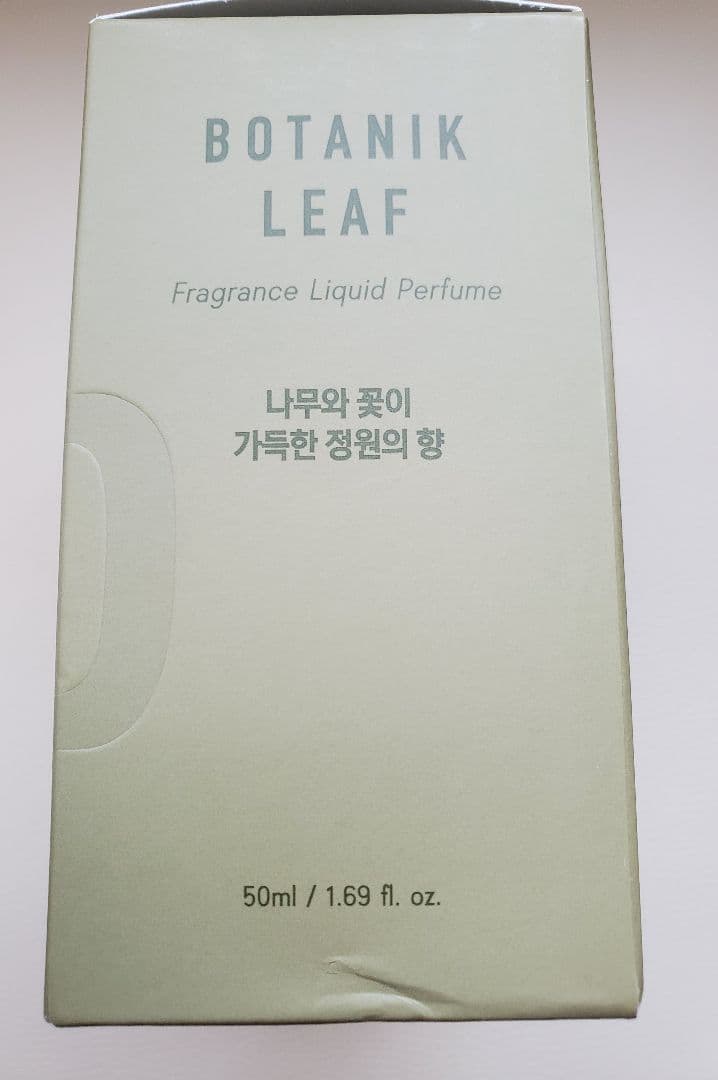 BOTANIK
LEAF
Fragrance Liquid Perfume
나무와 꽃이
가득한 정원의 향
50ml / 1.69 fl. oz.